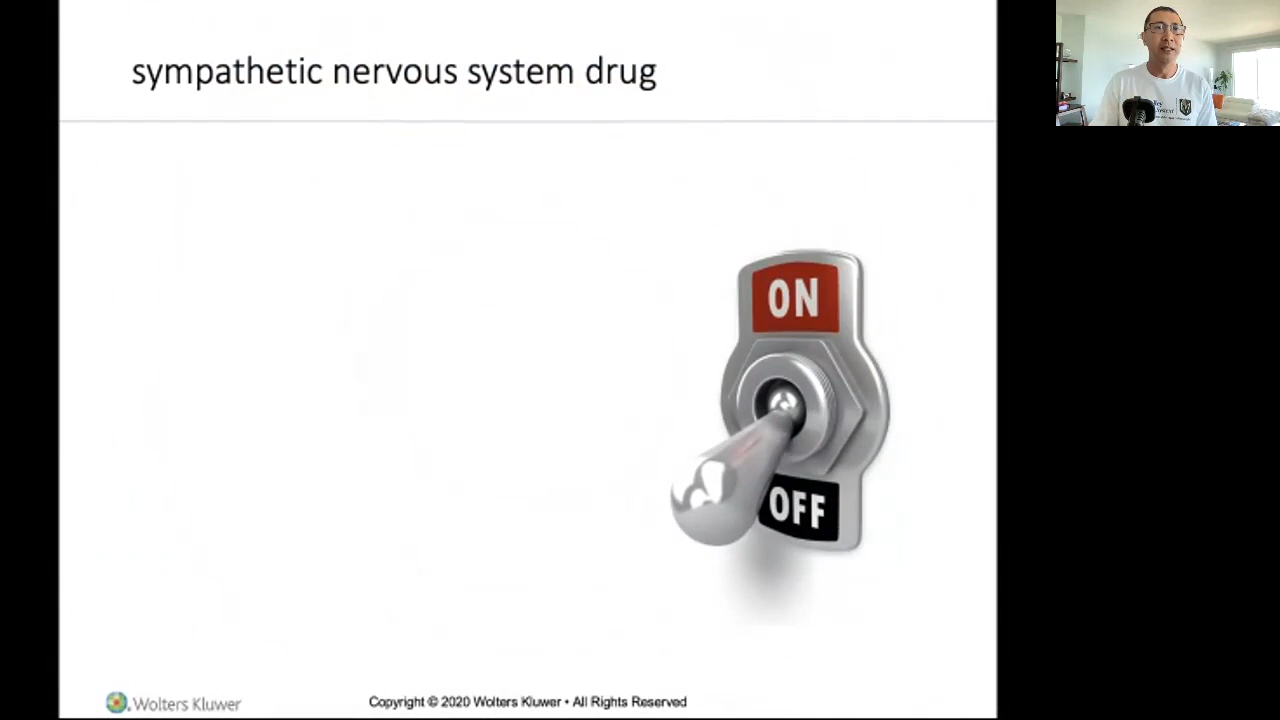 sympathetic nervous system drug
ON
OFF
Wolters Kluwer
Copyright © 2020 Wolters Kluwer • All Rights Reserved